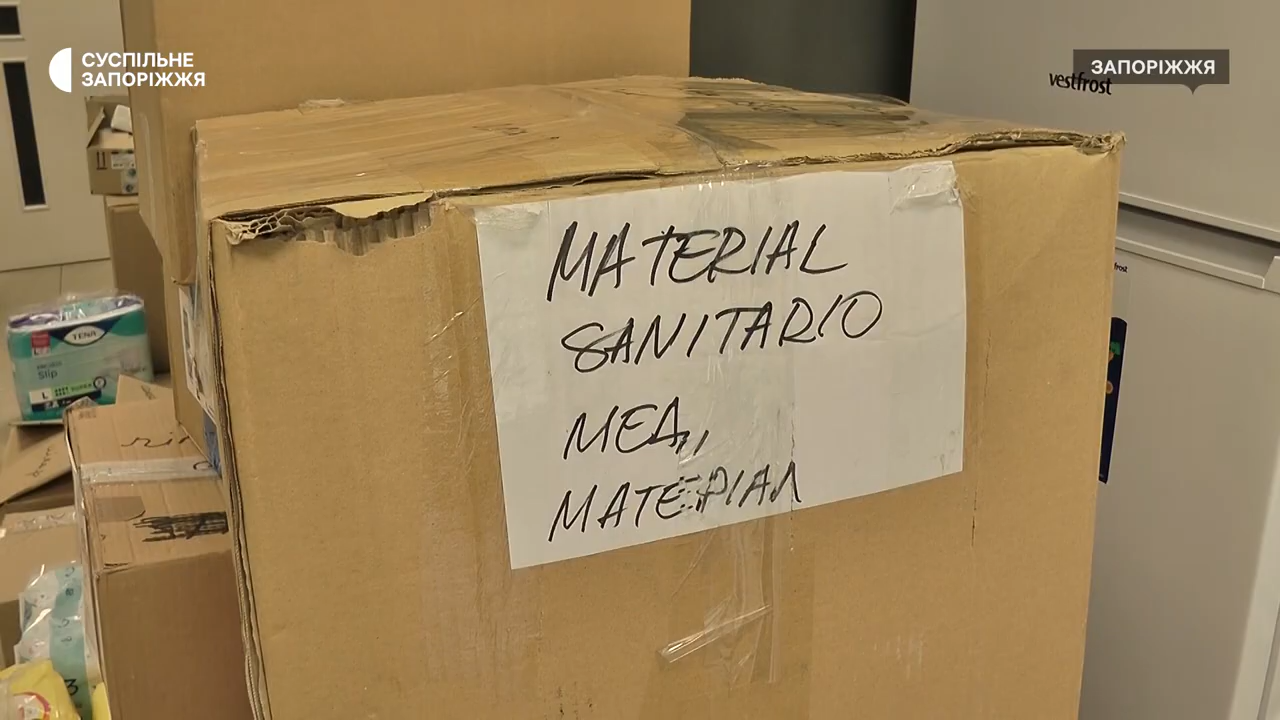 СУСПІЛЬНЕ
ЗАПОРІЖЖЯ
ЗАПОРІЖЖЯ
vestfrost
MATERIAL
SANITARIO
МЕД,
МАТЕРІАЛ
TENA
Slip
L